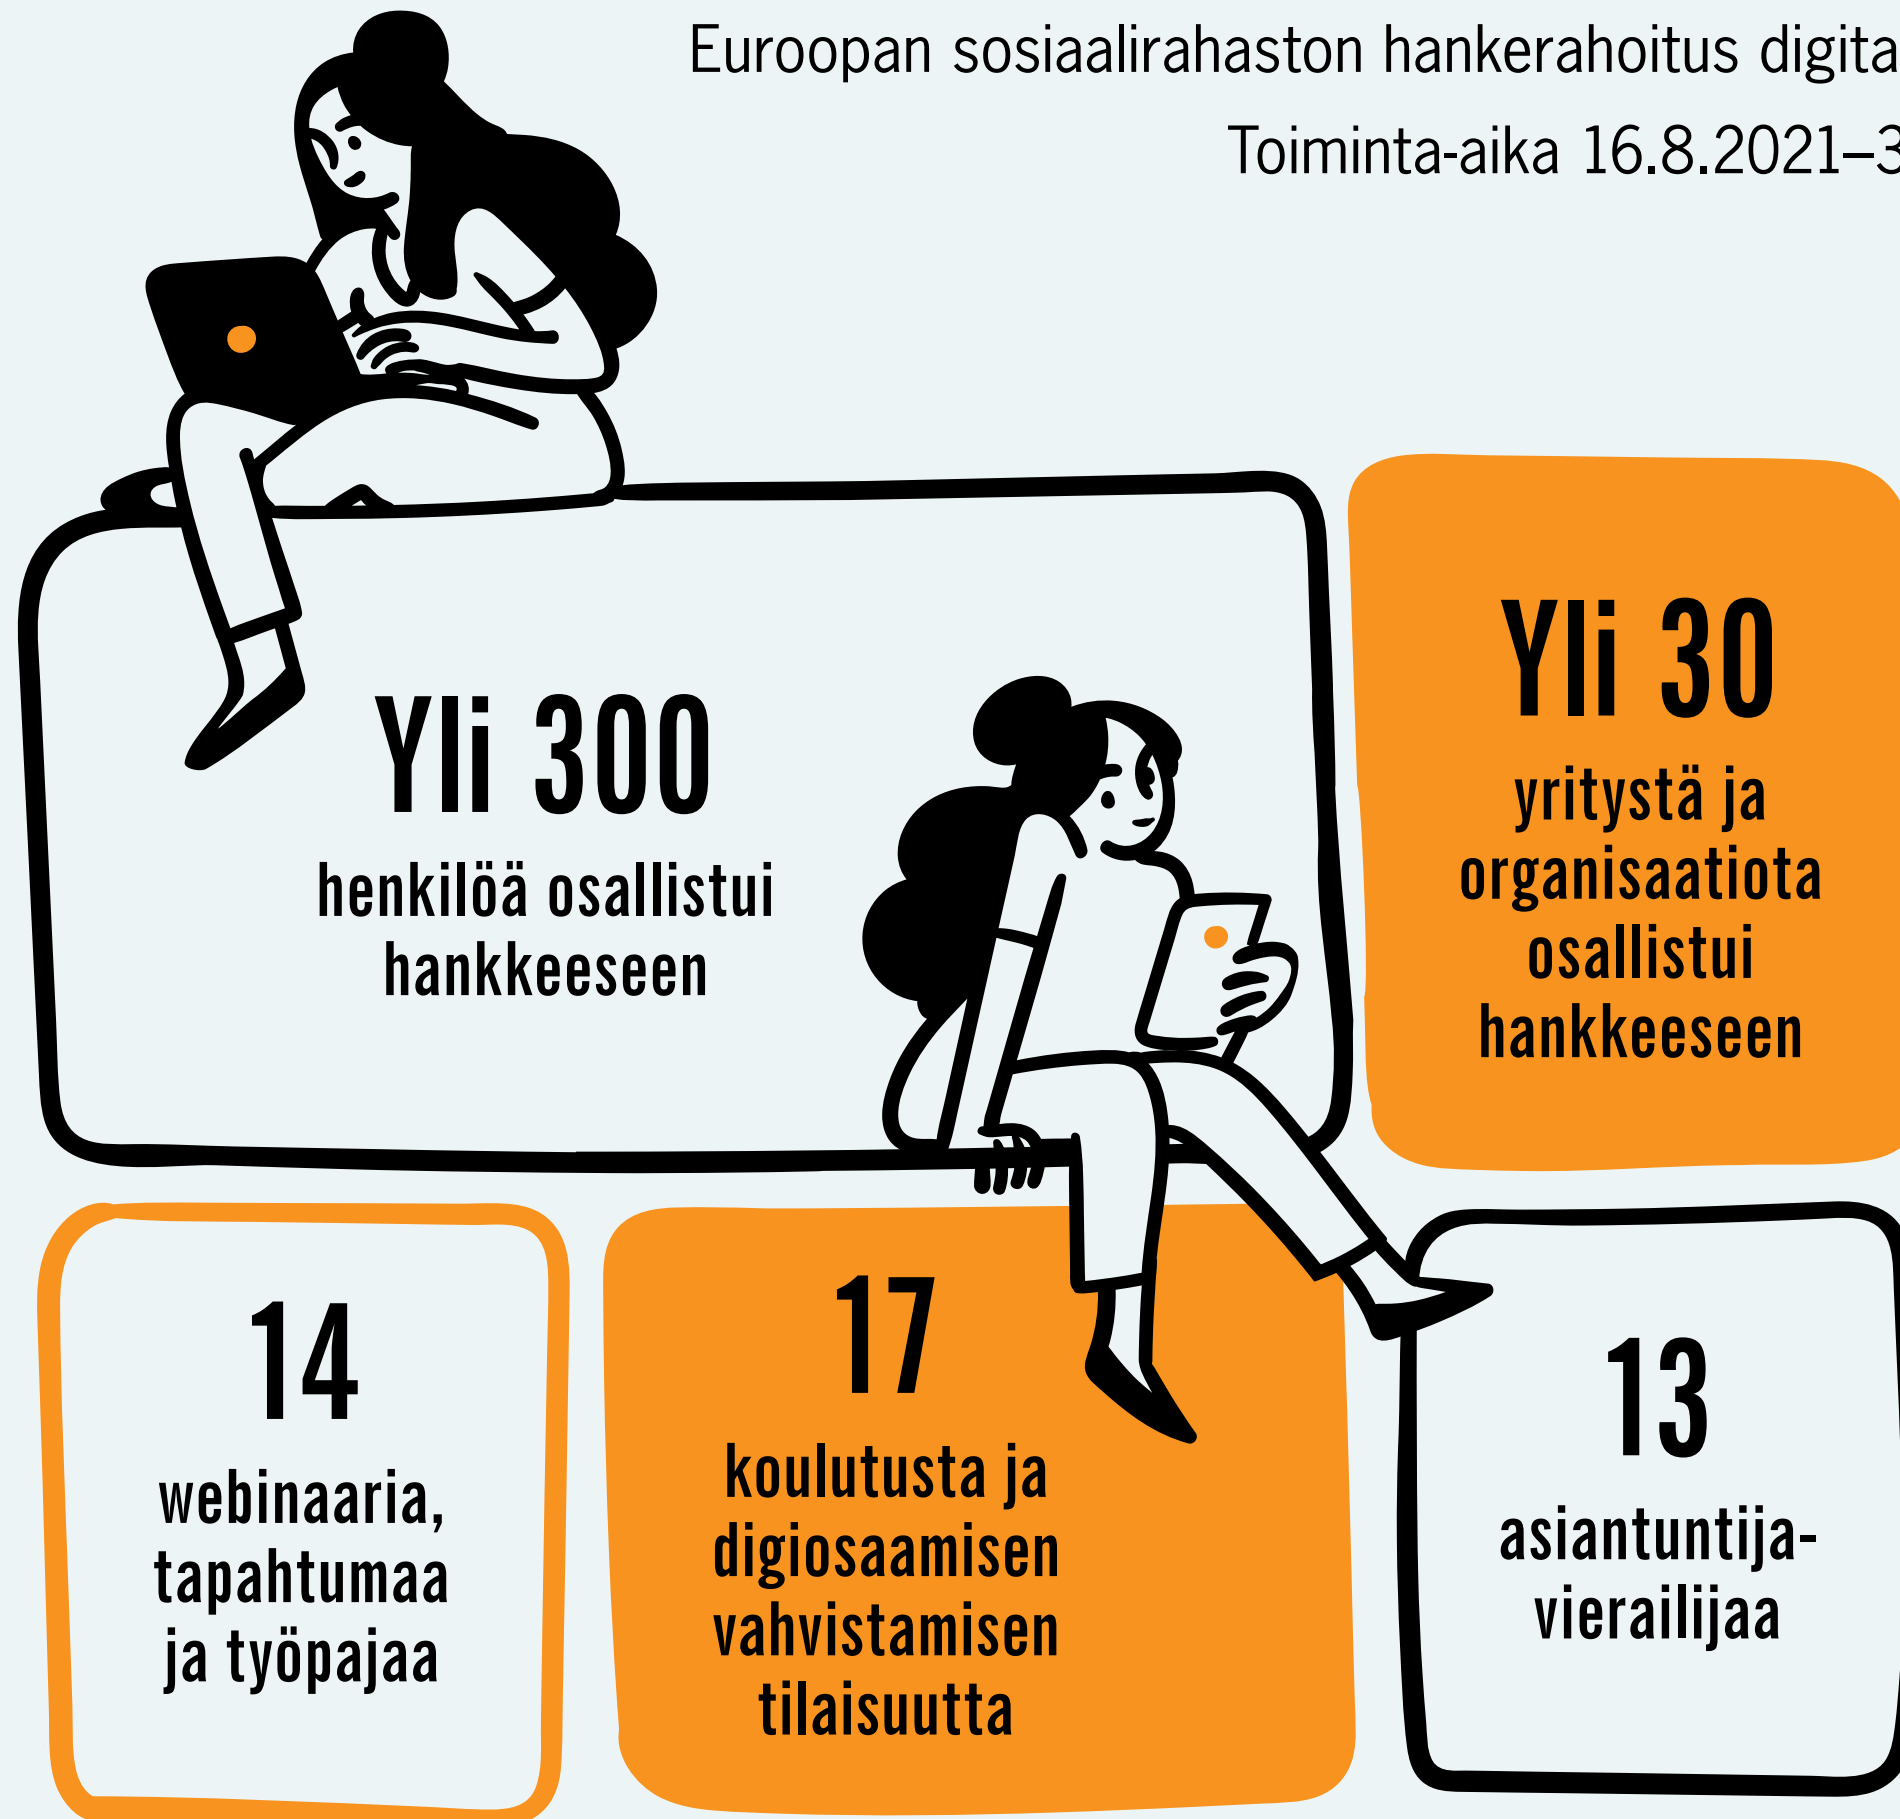 Euroopan sosiaalirahaston hankerahoitus digita
Toiminta-aika 16.8.2021–3
Yli 300
henkilöä osallistui
hankkeeseen
Yli 30
yritystä ja
organisaatiota
osallistui
hankkeeseen
14
webinaaria,
tapahtumaa
ja työpajaa
17
koulutusta ja
digiosaamisen
vahvistamisen
tilaisuutta
13
asiantuntija-
vierailijaa